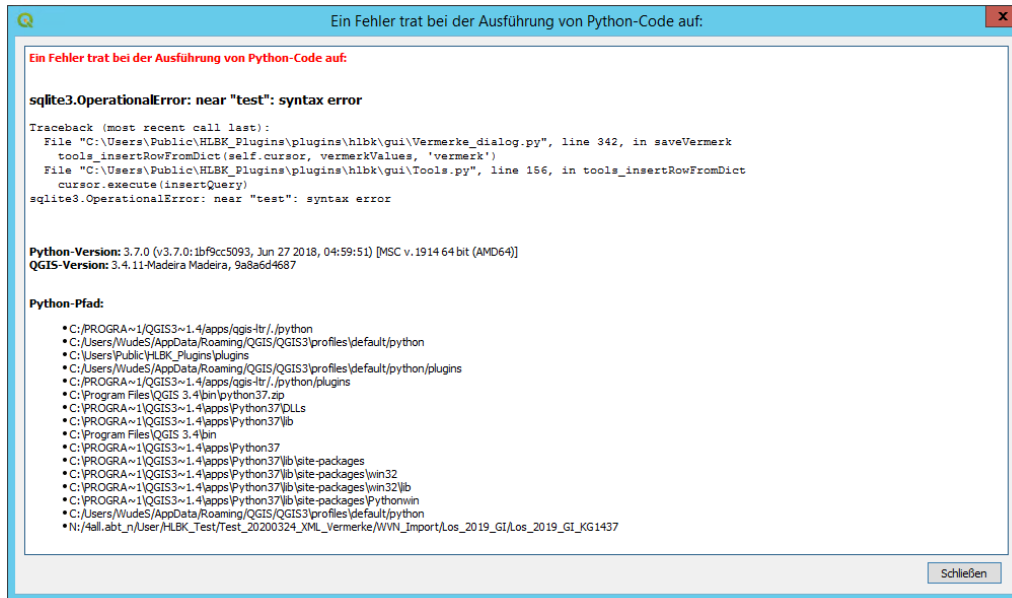 Ein Fehler trat bei der Ausführung von Python-Code auf:
x
Ein Fehler trat bei der Ausführung von Python-Code auf:
sqlite3.OperationalError: near "test": syntax error
Traceback (most recent call last):
File "C:\Users\Public\HLBK_Plugins\plugins\hlbk\gui\Vermerke_dialog.py", line 342, in saveVermerk
tools_insertRowFromDict(self.cursor, vermerkValues, 'vermerk')
File "C:\Users\Public\HLBK_Plugins\plugins\hlbk\gui\Tools.py", line 156, in tools_insertRowFromDict
cursor.execute(insertQuery)
sqlite3.OperationalError: near "test": syntax error
Python-Version: 3.7.0 (v3.7.0:1bf9cc5093, Jun 27 2018, 04:59:51) [MSC v.1914 64 bit (AMD64)]
QGIS-Version: 3.4.11-Madeira Madeira, 9a8a6d4687
Python-Pfad:
• C:/PROGRA~1/QGIS3~1.4/apps/qgis-ltr/./python
• C:/Users/WudeS/AppData/Roaming/QGIS/QGIS3\profiles\default/python
• C:\Users\Public\HLBK_Plugins\plugins
• C:/Users/WudeS/AppData/Roaming/QGIS/QGIS3\profiles\default/python/plugins
• C:/PROGRA~1/QGIS3~1.4/apps/qgis-ltr/./python/plugins
• C:\Program Files\QGIS 3.4\bin\python37.zip
• C:\PROGRA~1\QGIS3~1.4\apps\Python37\DLLs
• C:\PROGRA~1\QGIS3~1.4\apps\Python37\lib
• C:\Program Files\QGIS 3.4\bin
• C:\PROGRA~1\QGIS3~1.4\apps\Python37
• C:\PROGRA~1\QGIS3~1.4\apps\Python37\lib\site-packages
• C:\PROGRA~1\QGIS3~1.4\apps\Python37\lib\site-packages\win32
• C:\PROGRA~1\QGIS3~1.4\apps\Python37\lib\site-packages\win32\lib
• C:\PROGRA~1\QGIS3~1.4\apps\Python37\lib\site-packages\Pythonwin
• C:/Users/WudeS/AppData/Roaming/QGIS/QGIS3\profiles\default/python
• N:/4all.abt_n/User/HLBK_Test/Test_20200324_XML_Vermerke/WVN_Import/Los_2019_GI/Los_2019_GI_KG1437
Schließen